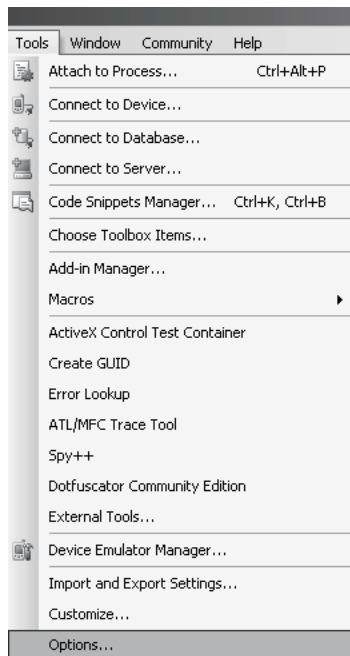 Tools Window Community Help
Attach to Process... Ctrl+Alt+P
Connect to Device...
Connect to Database...
Connect to Server...
Code Snippets Manager... Ctrl+K, Ctrl+B
Choose Toolbox Items...
Add-in Manager...
Macros
ActiveX Control Test Container
Create GUID
Error Lookup
ATL/MFC Trace Tool
Spy++
Dotfuscator Community Edition
External Tools...
Device Emulator Manager...
Import and Export Settings...
Customize...
Options...